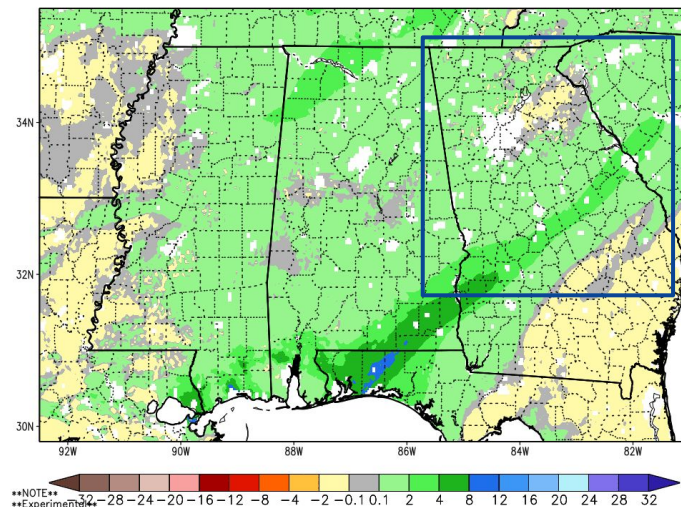 34N
32N
30N
92W 90W 88W 86W 84W 82W
-32 -28 -24 -20 -16 -12 -8 -4 -2 -0.1 0.1 2 4 8 12 16 20 24 28 32
**NOTE**
**Experimental**